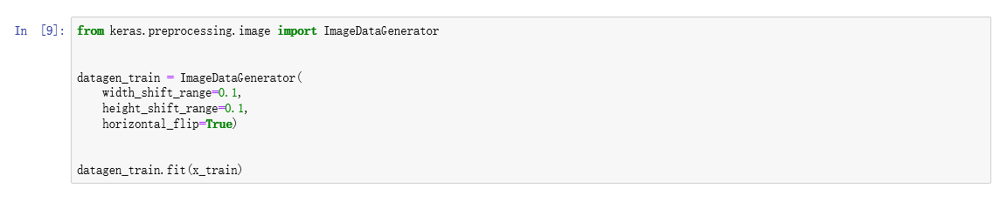 In [9]: from keras.preprocessing.image import ImageDataGenerator
datagen_train = ImageDataGenerator(
    width_shift_range=0.1,
    height_shift_range=0.1,
    horizontal_flip=True)
datagen_train.fit(x_train)